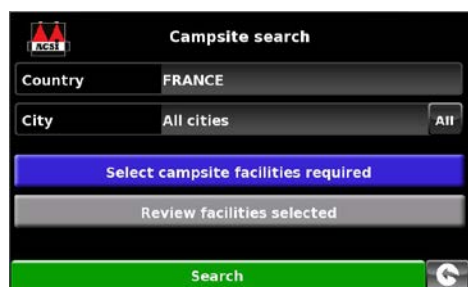 ACSI
Campsite search
Country FRANCE
City All cities All
Select campsite facilities required
Review facilities selected
Search